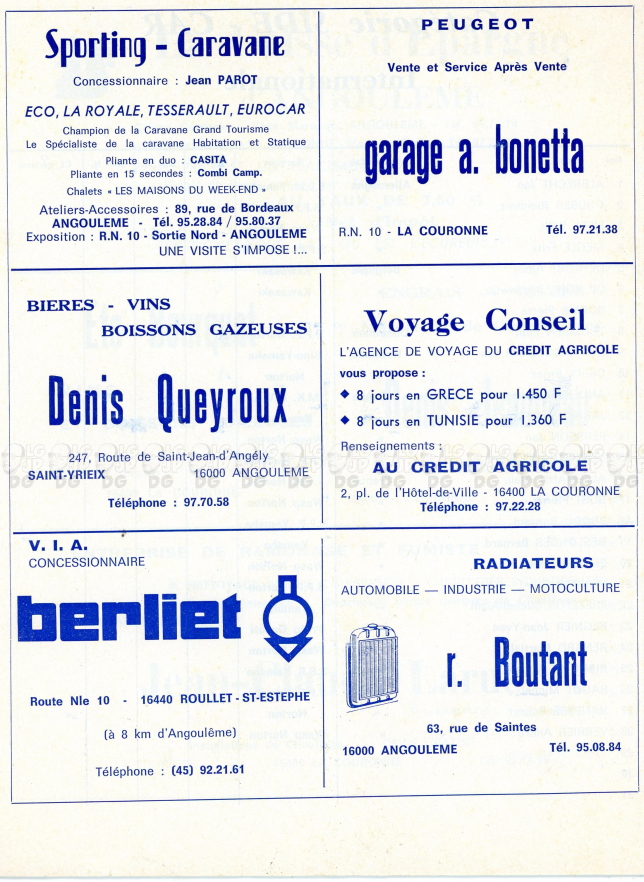 Sporting - Caravane
Concessionnaire : Jean PAROT
ECO, LA ROYALE, TESSERAULT, EUROCAR
Champion de la Caravane Grand Tourisme
Le Spécialiste de la caravane Habitation et Statique
Pliante en duo : CASITA
Pliante en 15 secondes : Combi Camp.
Chalets « LES MAISONS DU WEEK-END »
Ateliers-Accessoires : 89, rue de Bordeaux
ANGOULEME - Tél. 95.28.84 / 95.80.37
Exposition : R.N. 10 - Sortie Nord - ANGOULEME
UNE VISITE S'IMPOSE !...
PEUGEOT
Vente et Service Après Vente
garage a. bonetta
R.N. 10 - LA COURONNE Tél. 97.21.38
BIERES - VINS
BOISSONS GAZEUSES
Denis Queyroux
247, Route de Saint-Jean-d'Angély
SAINT-YRIEIX 16000 ANGOULEME
Téléphone : 97.70.58
Voyage Conseil
L'AGENCE DE VOYAGE DU CREDIT AGRICOLE
vous propose :
◆ 8 jours en GRECE pour 1.450 F
◆ 8 jours en TUNISIE pour 1.360 F
Renseignements :
AU CREDIT AGRICOLE
2, pl. de l'Hôtel-de-Ville - 16400 LA COURONNE
Téléphone : 97.22.28
V. I. A.
CONCESSIONNAIRE
berliet
Route Nle 10 - 16440 ROULLET - ST-ESTEPHE
(à 8 km d'Angoulême)
Téléphone : (45) 92.21.61
RADIATEURS
AUTOMOBILE — INDUSTRIE — MOTOCULTURE
r. Boutant
63, rue de Saintes
16000 ANGOULEME Tél. 95.08.84